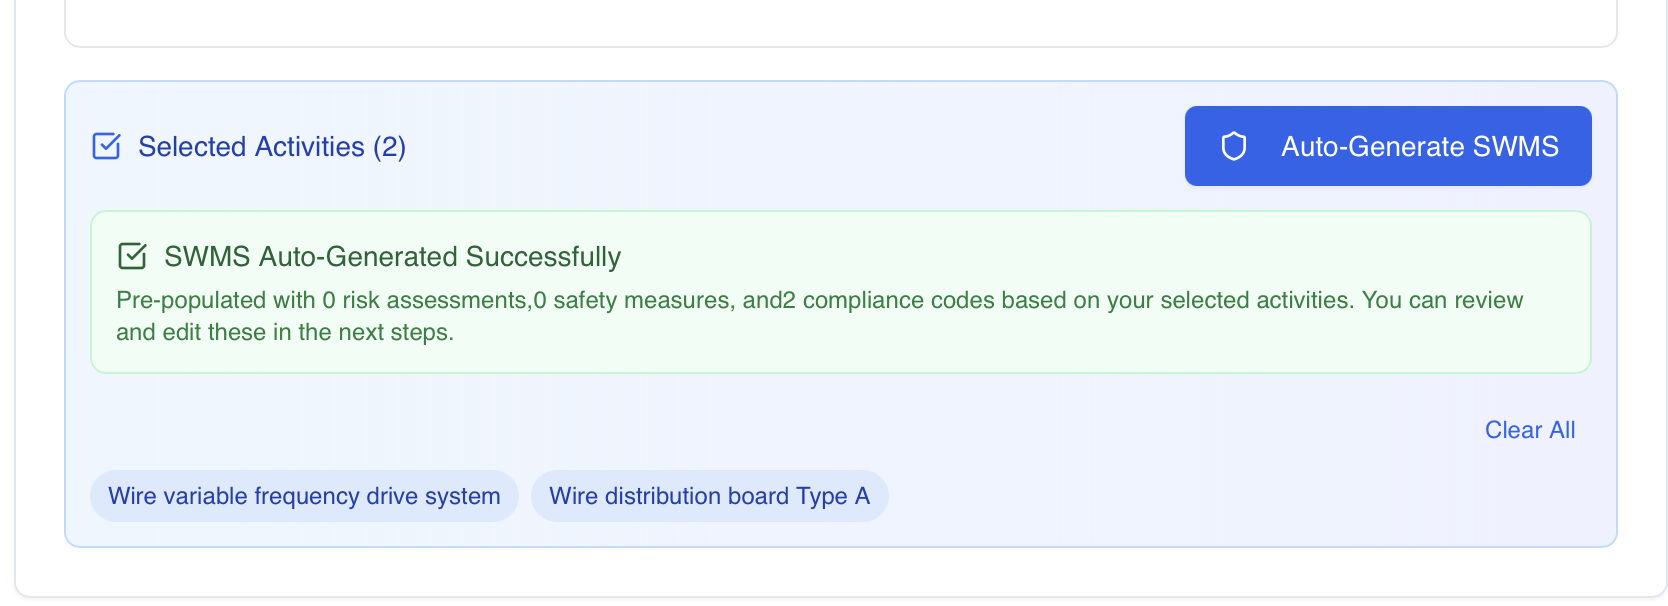 Selected Activities (2)
Auto-Generate SWMS
SWMS Auto-Generated Successfully
Pre-populated with 0 risk assessments,0 safety measures, and2 compliance codes based on your selected activities. You can review
and edit these in the next steps.
Clear All
Wire variable frequency drive system
Wire distribution board Type A